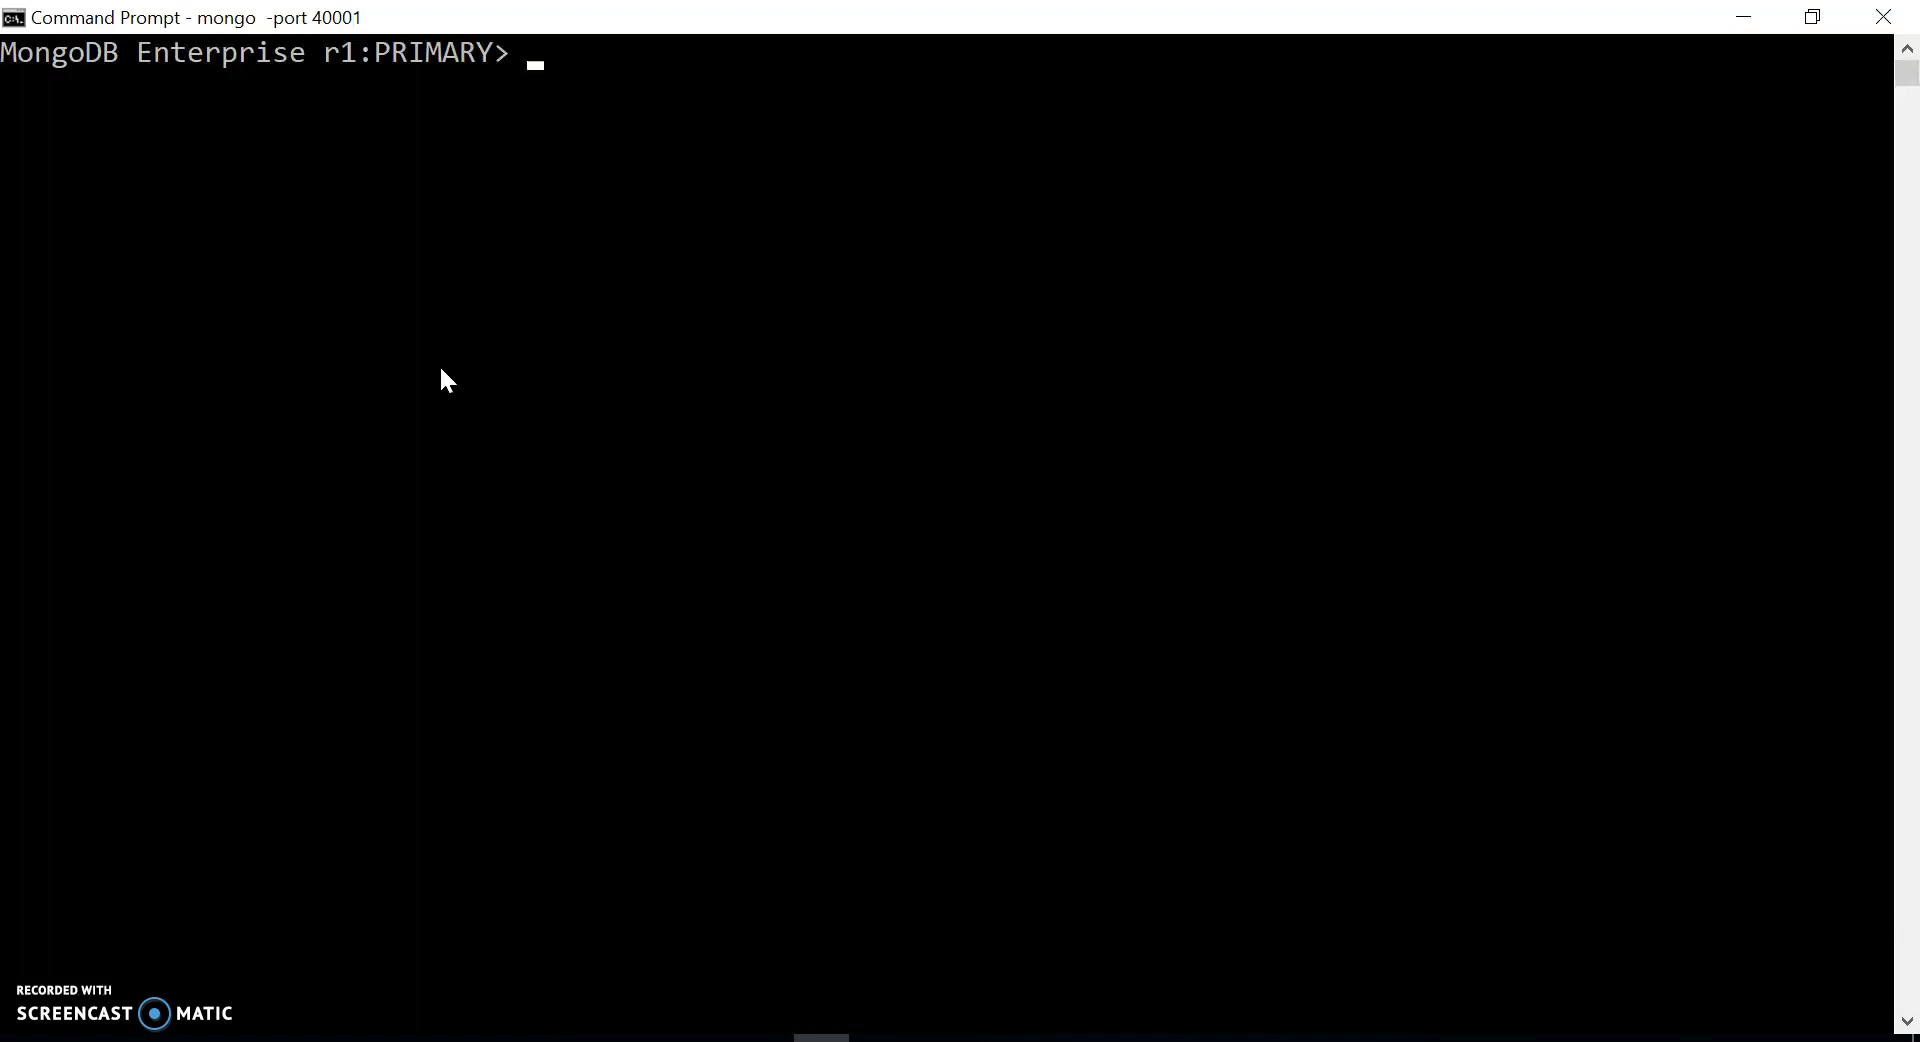 Command Prompt - mongo  -port 40001
MongoDB Enterprise r1:PRIMARY>
RECORDED WITH
SCREENCAST MATIC